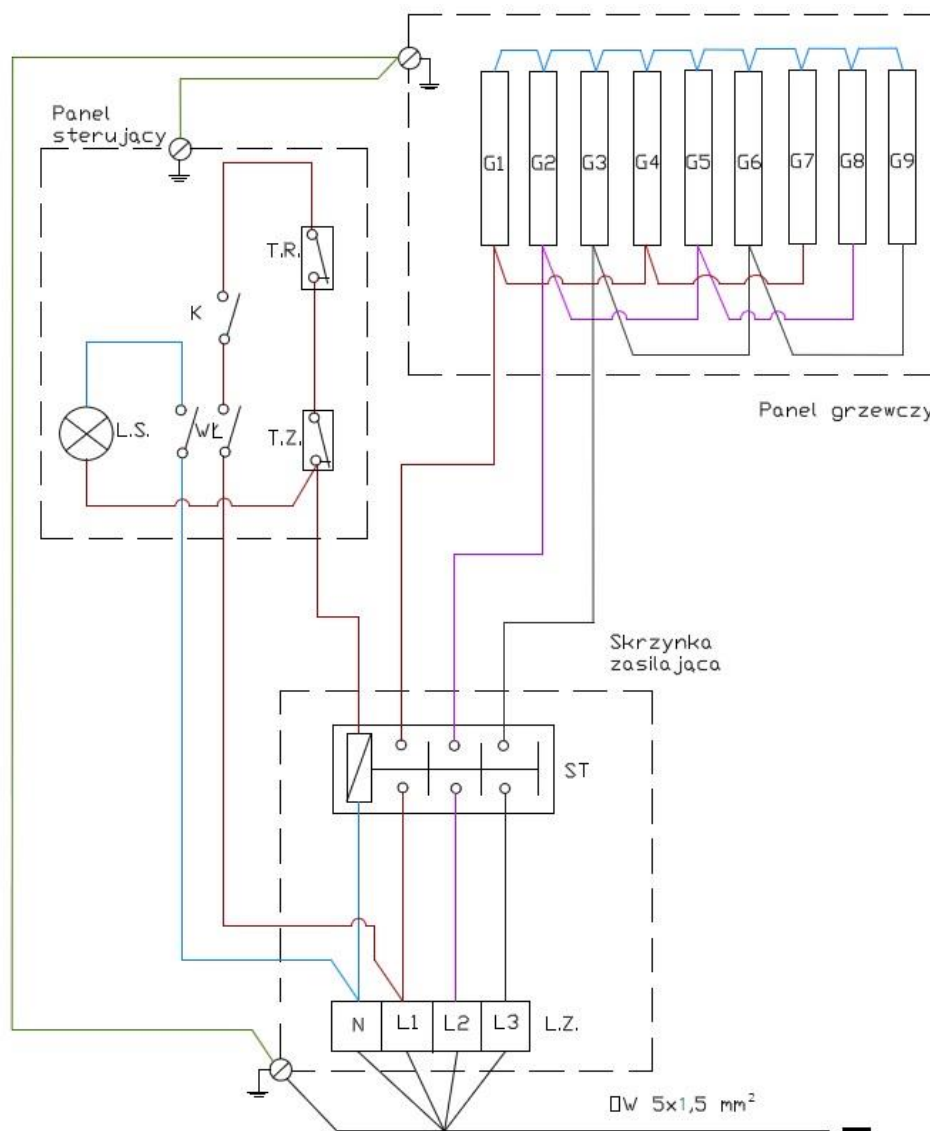 Panel
sterujący
G1 G2 G3 G4 G5 G6 G7 G8 G9
T.R.
K
L.S.
WŁ
T.Z.
Panel grzewczy
Skrzynka
zasilająca
ST
N L1 L2 L3 L.Z.
W 5x1,5 mm²